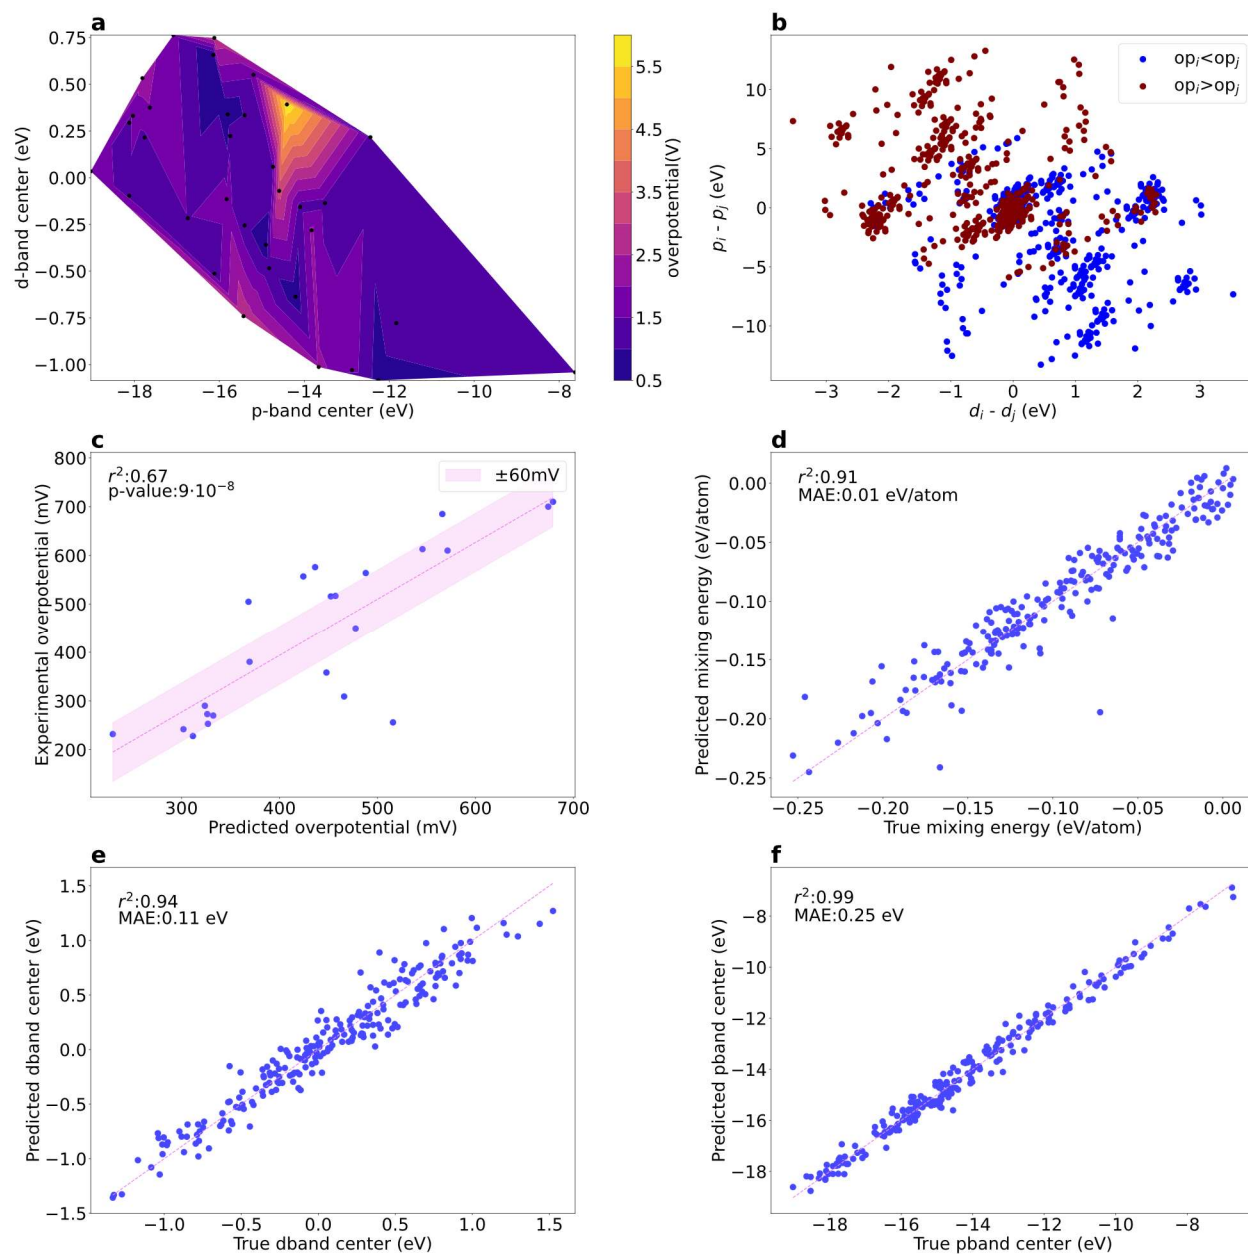 a
0.75
0.50
0.25
0.00
−0.25
−0.50
−0.75
−1.00
d-band center (eV)
−18
−16
−14
−12
−10
−8
p-band center (eV)
5.5
4.5
3.5
2.5
1.5
0.5
overpotential(V)
b
op_i<op_j
op_i>op_j
10
5
0
−5
−10
p_i - p_j (eV)
−3
−2
−1
0
1
2
3
d_i - d_j (eV)
c
r²:0.67
p-value:9·10⁻⁸
±60mV
800
700
600
500
400
300
200
Experimental overpotential (mV)
300
400
500
600
700
Predicted overpotential (mV)
d
r²:0.91
MAE:0.01 eV/atom
0.00
−0.05
−0.10
−0.15
−0.20
−0.25
Predicted mixing energy (eV/atom)
−0.25
−0.20
−0.15
−0.10
−0.05
0.00
True mixing energy (eV/atom)
e
r²:0.94
MAE:0.11 eV
1.5
1.0
0.5
0.0
−0.5
−1.0
−1.5
Predicted dband center (eV)
−1.0
−0.5
0.0
0.5
1.0
1.5
True dband center (eV)
f
r²:0.99
MAE:0.25 eV
−8
−10
−12
−14
−16
−18
Predicted pband center (eV)
−18
−16
−14
−12
−10
−8
True pband center (eV)